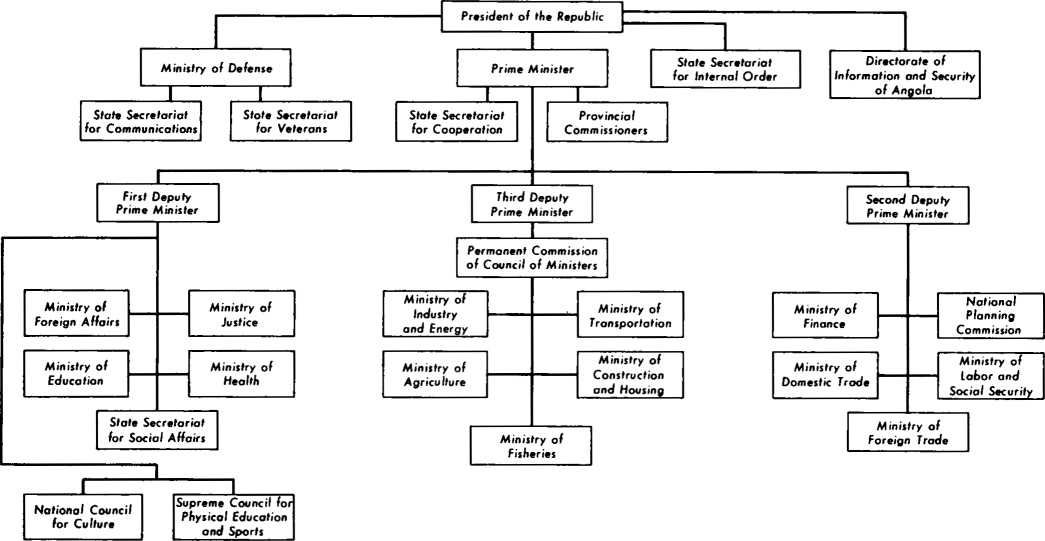 President of the Republic
Ministry of Defense
Prime Minister
State Secretariat
for Internal Order
Directorate of
Information and Security
of Angola
State Secretariat
for Communications
State Secretariat
for Veterans
State Secretariat
for Cooperation
Provincial
Commissioners
First Deputy
Prime Minister
Third Deputy
Prime Minister
Second Deputy
Prime Minister
Permanent Commission
of Council of Ministers
Ministry of
Foreign Affairs
Ministry of
Justice
Ministry of
Industry
and Energy
Ministry of
Transportation
Ministry of
Finance
National
Planning
Commission
Ministry of
Education
Ministry of
Health
Ministry of
Agriculture
Ministry of
Construction
and Housing
Ministry of
Domestic Trade
Ministry of
Labor and
Social Security
State Secretariat
for Social Affairs
Ministry of
Fisheries
Ministry of
Foreign Trade
National Council
for Culture
Supreme Council for
Physical Education
and Sports